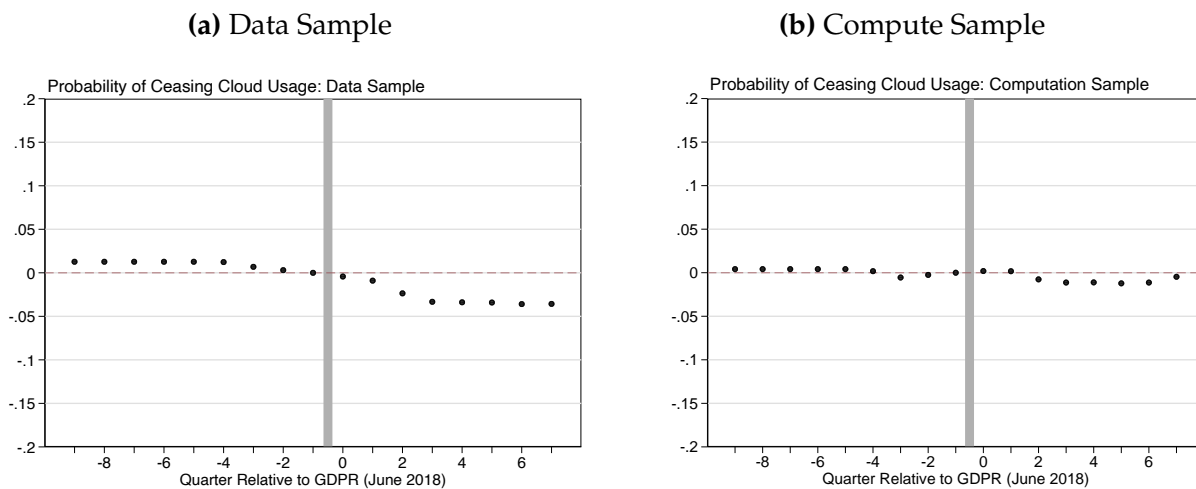 (a) Data Sample
Probability of Ceasing Cloud Usage: Data Sample
.2
.15
.1
.05
0
-.05
-.1
-.15
-.2
-8 -6 -4 -2 0 2 4 6
Quarter Relative to GDPR (June 2018)
(b) Compute Sample
Probability of Ceasing Cloud Usage: Computation Sample
.2
.15
.1
.05
0
-.05
-.1
-.15
-.2
-8 -6 -4 -2 0 2 4 6
Quarter Relative to GDPR (June 2018)